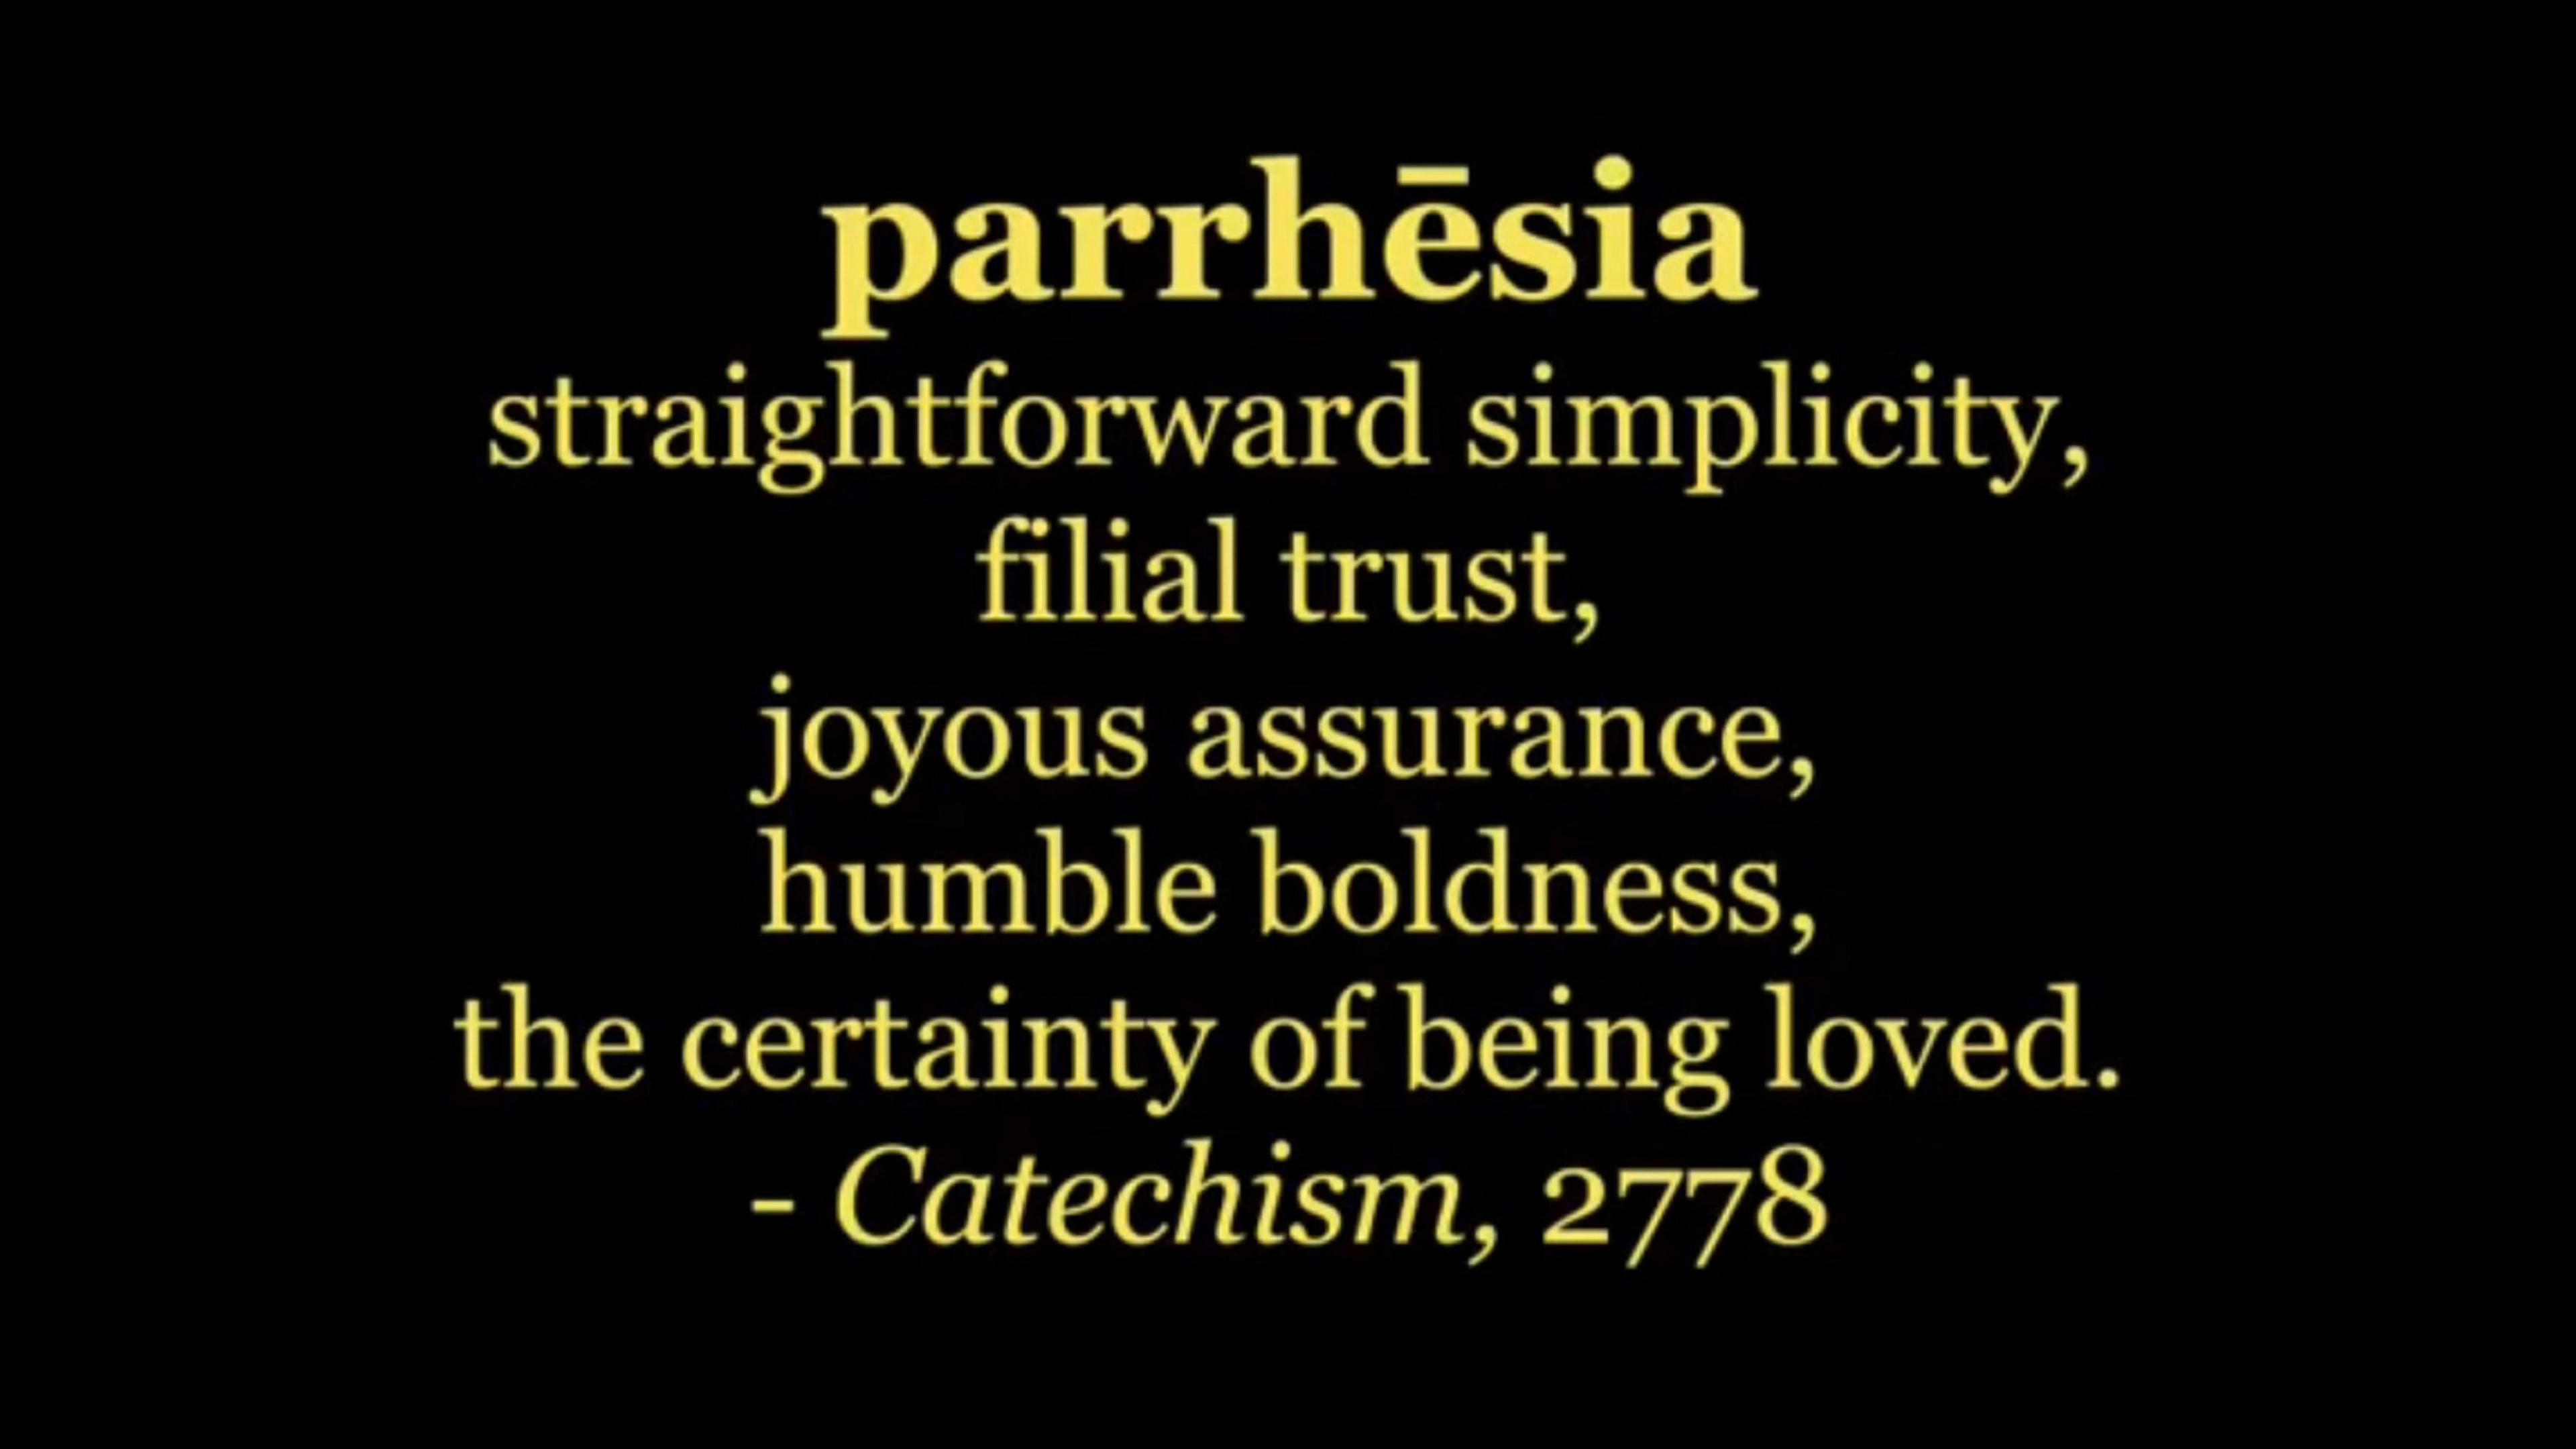 parrhēsia
straightforward simplicity,
filial trust,
joyous assurance,
humble boldness,
the certainty of being loved.
- Catechism, 2778